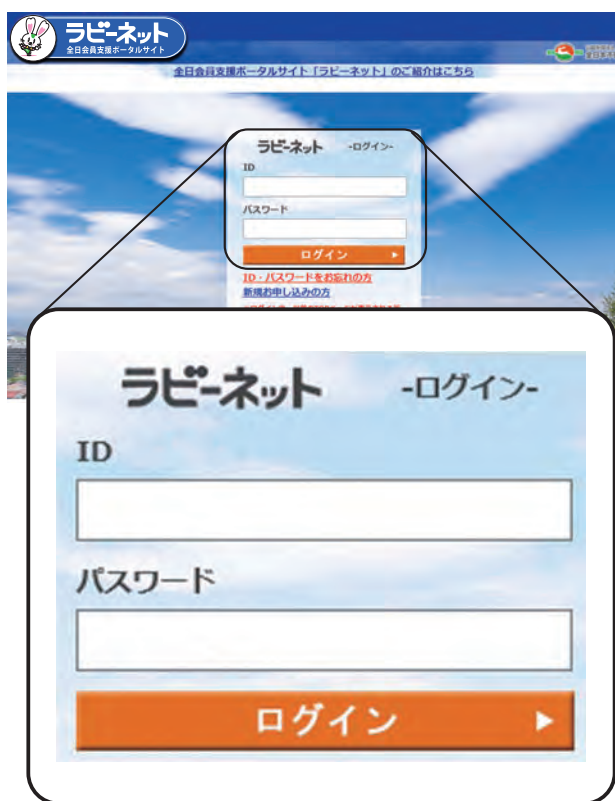 ラビーネット
全日会員支援ポータルサイト
全日会員支援ポータルサイト「ラビーネット」のご紹介はこちら
ラビーネット -ログイン-
ID
パスワード
ログイン
ID・パスワードをお忘れの方
新規お申し込みの方
ラビーネット -ログイン-
ID
パスワード
ログイン